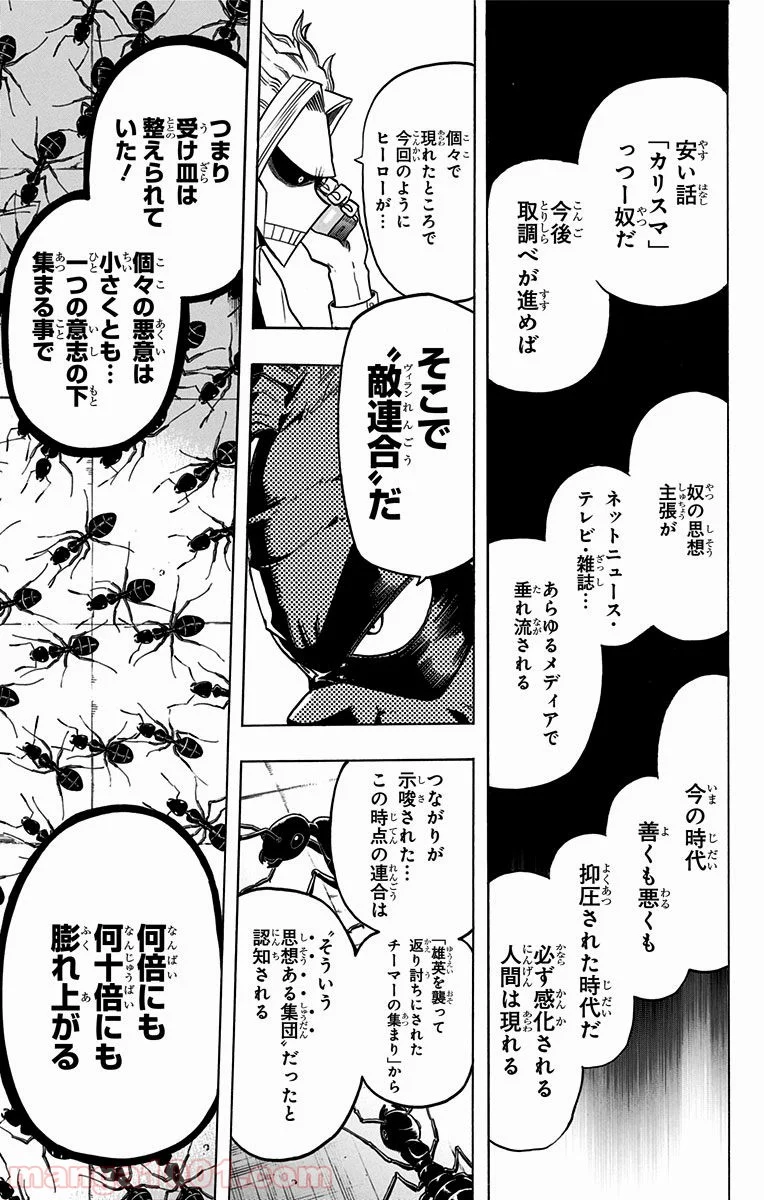 安い話
「カリスマ」
っつー奴だ
今後
取調べが進めば
奴の思想
主張が
ネットニュース・
テレビ・雑誌…
あらゆるメディアで
垂れ流される
今の時代
善くも悪くも
抑圧された時代だ
必ず感化される
人間は現れる
個々で
現れたところで
今回のように
ヒーローが…
そこで
〝敵連合〟だ
つながりが
示唆された…
この時点の連合は
「雄英を襲って
返り討ちにされた
チーマーの集まり」から
〝そういう
思想ある集団〟だったと
認知される
つまり
受け皿は
整えられて
いた!
個々の悪意は
小さくとも…
一つの意志の下
集まる事で
何倍にも
何十倍にも
膨れ上がる